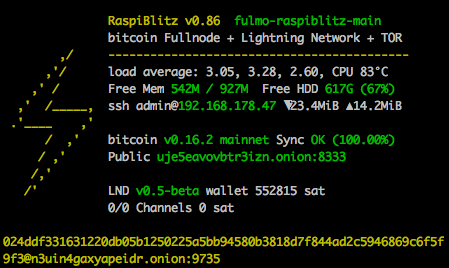 RaspiBlitz v0.86  fulmo-raspiblitz-main
bitcoin Fullnode + Lightning Network + TOR
-------------------------------------------
load average: 3.05, 3.28, 2.60, CPU 83°C
Free Mem 542M / 927M  Free HDD 617G (67%)
ssh admin@192.168.178.47 ▼23.4MiB ▲14.2MiB
bitcoin v0.16.2 mainnet Sync OK (100.00%)
Public uje5eavovbtr3izn.onion:8333
LND v0.5-beta wallet 552815 sat
0/0 Channels 0 sat
024ddf331631220db05b1250225a5bb94580b3818d7f844ad2c5946869c6f5f
9f3@n3uin4gaxyapeidr.onion:9735